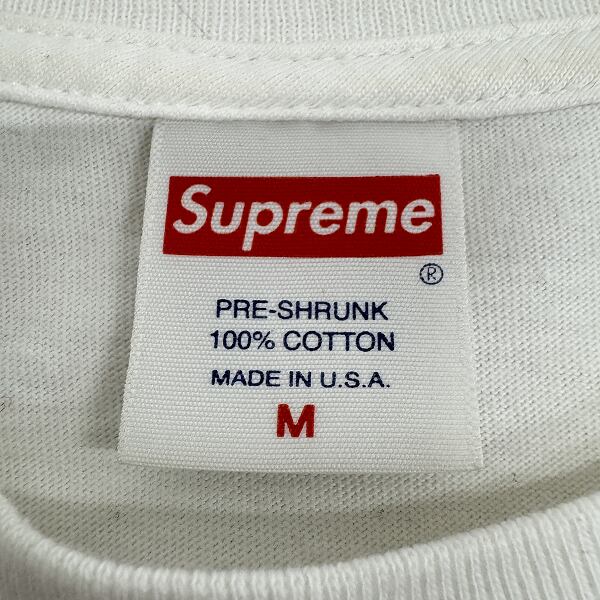 Supreme
®
PRE-SHRUNK
100% COTTON
MADE IN U.S.A.
M